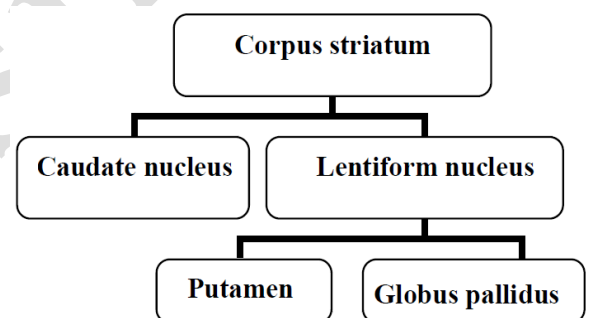 Corpus striatum
Caudate nucleus
Lentiform nucleus
Putamen
Globus pallidus